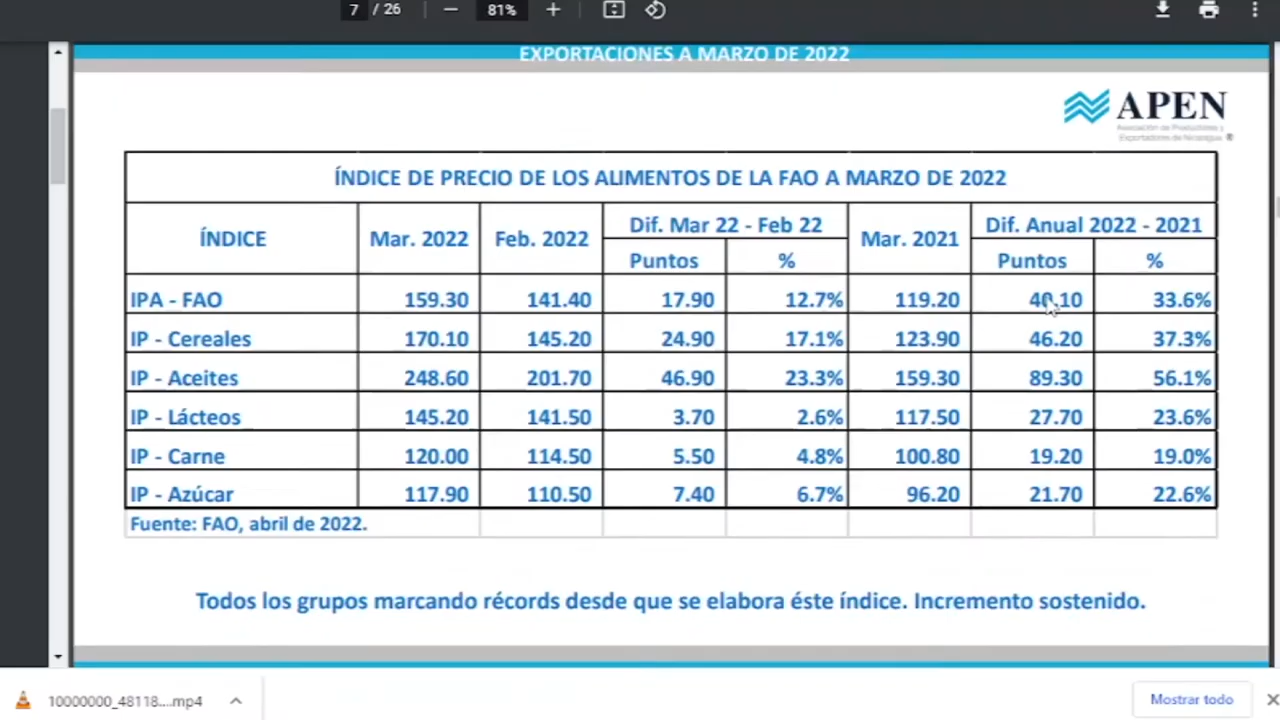 7 / 26 81%
EXPORTACIONES A MARZO DE 2022
APEN
Asociación de Productores y
Exportadores de Nicaragua ®
ÍNDICE DE PRECIO DE LOS ALIMENTOS DE LA FAO A MARZO DE 2022
ÍNDICE Mar. 2022 Feb. 2022 Dif. Mar 22 - Feb 22 Mar. 2021 Dif. Anual 2022 - 2021
Puntos % Puntos %
IPA - FAO 159.30 141.40 17.90 12.7% 119.20 40.10 33.6%
IP - Cereales 170.10 145.20 24.90 17.1% 123.90 46.20 37.3%
IP - Aceites 248.60 201.70 46.90 23.3% 159.30 89.30 56.1%
IP - Lácteos 145.20 141.50 3.70 2.6% 117.50 27.70 23.6%
IP - Carne 120.00 114.50 5.50 4.8% 100.80 19.20 19.0%
IP - Azúcar 117.90 110.50 7.40 6.7% 96.20 21.70 22.6%
Fuente: FAO, abril de 2022.
Todos los grupos marcando récords desde que se elabora éste índice. Incremento sostenido.
10000000_48118....mp4 Mostrar todo